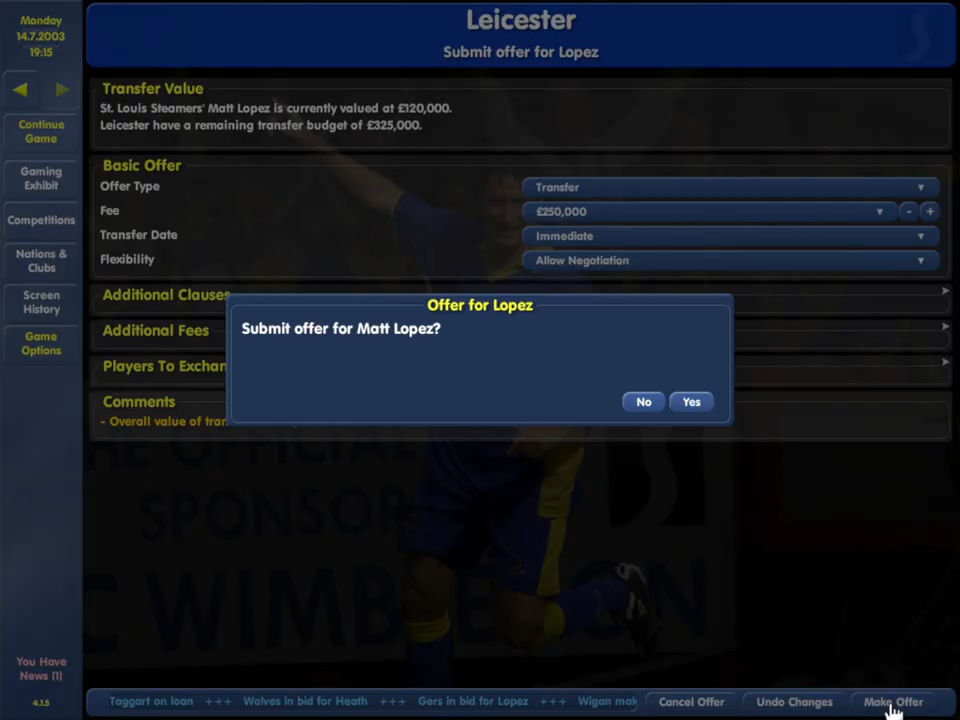 Monday
14.7.2003
19:15
Continue
Game
Gaming
Exhibit
Competitions
Nations &
Clubs
Screen
History
Game
Options
You Have
News (1)
4.1.5
Leicester
Submit offer for Lopez
Transfer Value
St. Louis Steamers' Matt Lopez is currently valued at £120,000.
Leicester have a remaining transfer budget of £325,000.
Basic Offer
Offer Type
Transfer
Fee
£250,000
- +
Transfer Date
Immediate
Flexibility
Allow Negotiation
Additional Clauses
Additional Fees
Players To Exchan
Comments
- Overall value of tran
Offer for Lopez
Submit offer for Matt Lopez?
No
Yes
THE OFFICIAL
SPONSOR
C WIMBLEDON
Taggart on loan +++ Wolves in bid for Heath +++ Gers in bid for Lopez +++ Wigan mak
Cancel Offer
Undo Changes
Make Offer